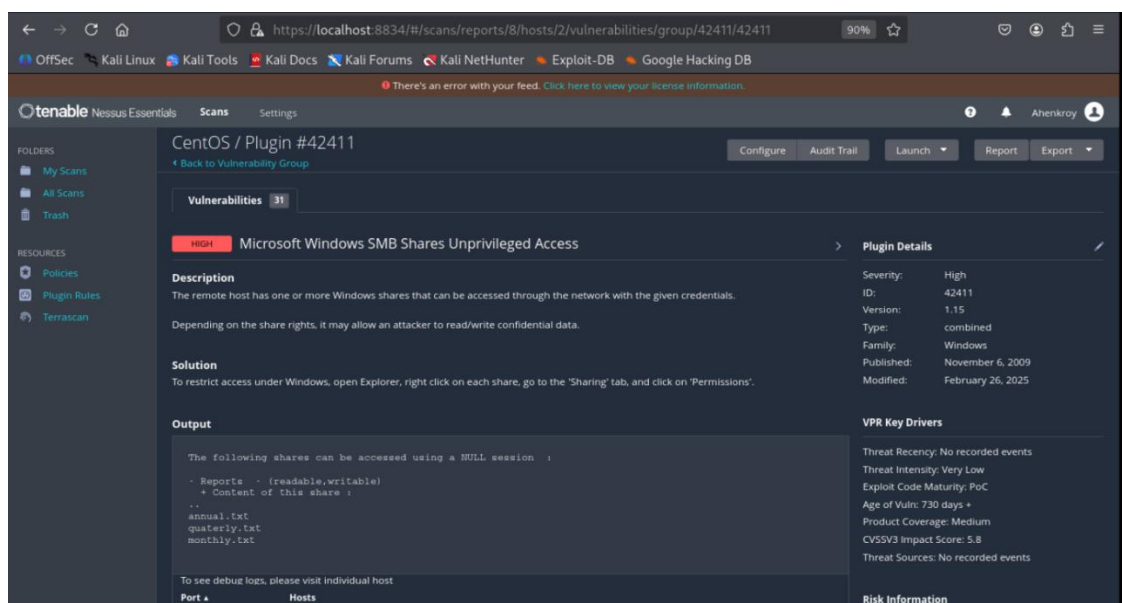 https://localhost:8834/#/scans/reports/8/hosts/2/vulnerabilities/group/42411/42411
90%
OffSec Kali Linux Kali Tools Kali Docs Kali Forums Kali NetHunter Exploit-DB Google Hacking DB
There's an error with your feed. Click here to view your license information.
tenable Nessus Essentials Scans Settings Ahenkroy
FOLDERS
My Scans
All Scans
Trash
RESOURCES
Policies
Plugin Rules
Terrascan
CentOS / Plugin #42411
Back to Vulnerability Group
Configure Audit Trail Launch Report Export
Vulnerabilities 31
HIGH Microsoft Windows SMB Shares Unprivileged Access
Description
The remote host has one or more Windows shares that can be accessed through the network with the given credentials.
Depending on the share rights, it may allow an attacker to read/write confidential data.
Solution
To restrict access under Windows, open Explorer, right click on each share, go to the 'Sharing' tab, and click on 'Permissions'.
Output
The following shares can be accessed using a NULL session :
- Reports - (readable,writable)
+ Content of this share :
..
annual.txt
quaterly.txt
monthly.txt
To see debug logs, please visit individual host
Port Hosts
Plugin Details
Severity: High
ID: 42411
Version: 1.15
Type: combined
Family: Windows
Published: November 6, 2009
Modified: February 26, 2025
VPR Key Drivers
Threat Recency: No recorded events
Threat Intensity: Very Low
Exploit Code Maturity: PoC
Age of Vuln: 730 days +
Product Coverage: Medium
CVSSV3 Impact Score: 5.8
Threat Sources: No recorded events
Risk Information